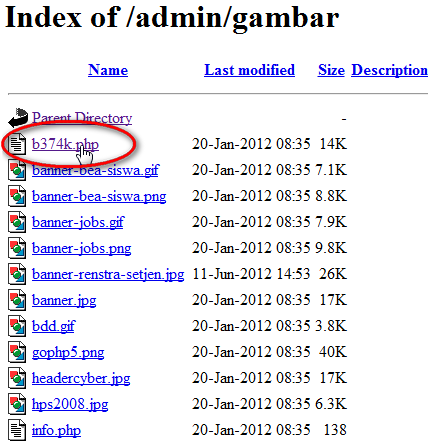 Index of /admin/gambar
Name Last modified Size Description
Parent Directory -
b374k.php 20-Jan-2012 08:35 14K
banner-bea-siswa.gif 20-Jan-2012 08:35 7.1K
banner-bea-siswa.png 20-Jan-2012 08:35 8.8K
banner-jobs.gif 20-Jan-2012 08:35 7.9K
banner-jobs.png 20-Jan-2012 08:35 9.8K
banner-renstra-setjen.jpg 11-Jun-2012 14:53 26K
banner.jpg 20-Jan-2012 08:35 17K
bdd.gif 20-Jan-2012 08:35 3.8K
gophp5.png 20-Jan-2012 08:35 40K
headercyber.jpg 20-Jan-2012 08:35 17K
hps2008.jpg 20-Jan-2012 08:35 6.3K
info.php 20-Jan-2012 08:35 138